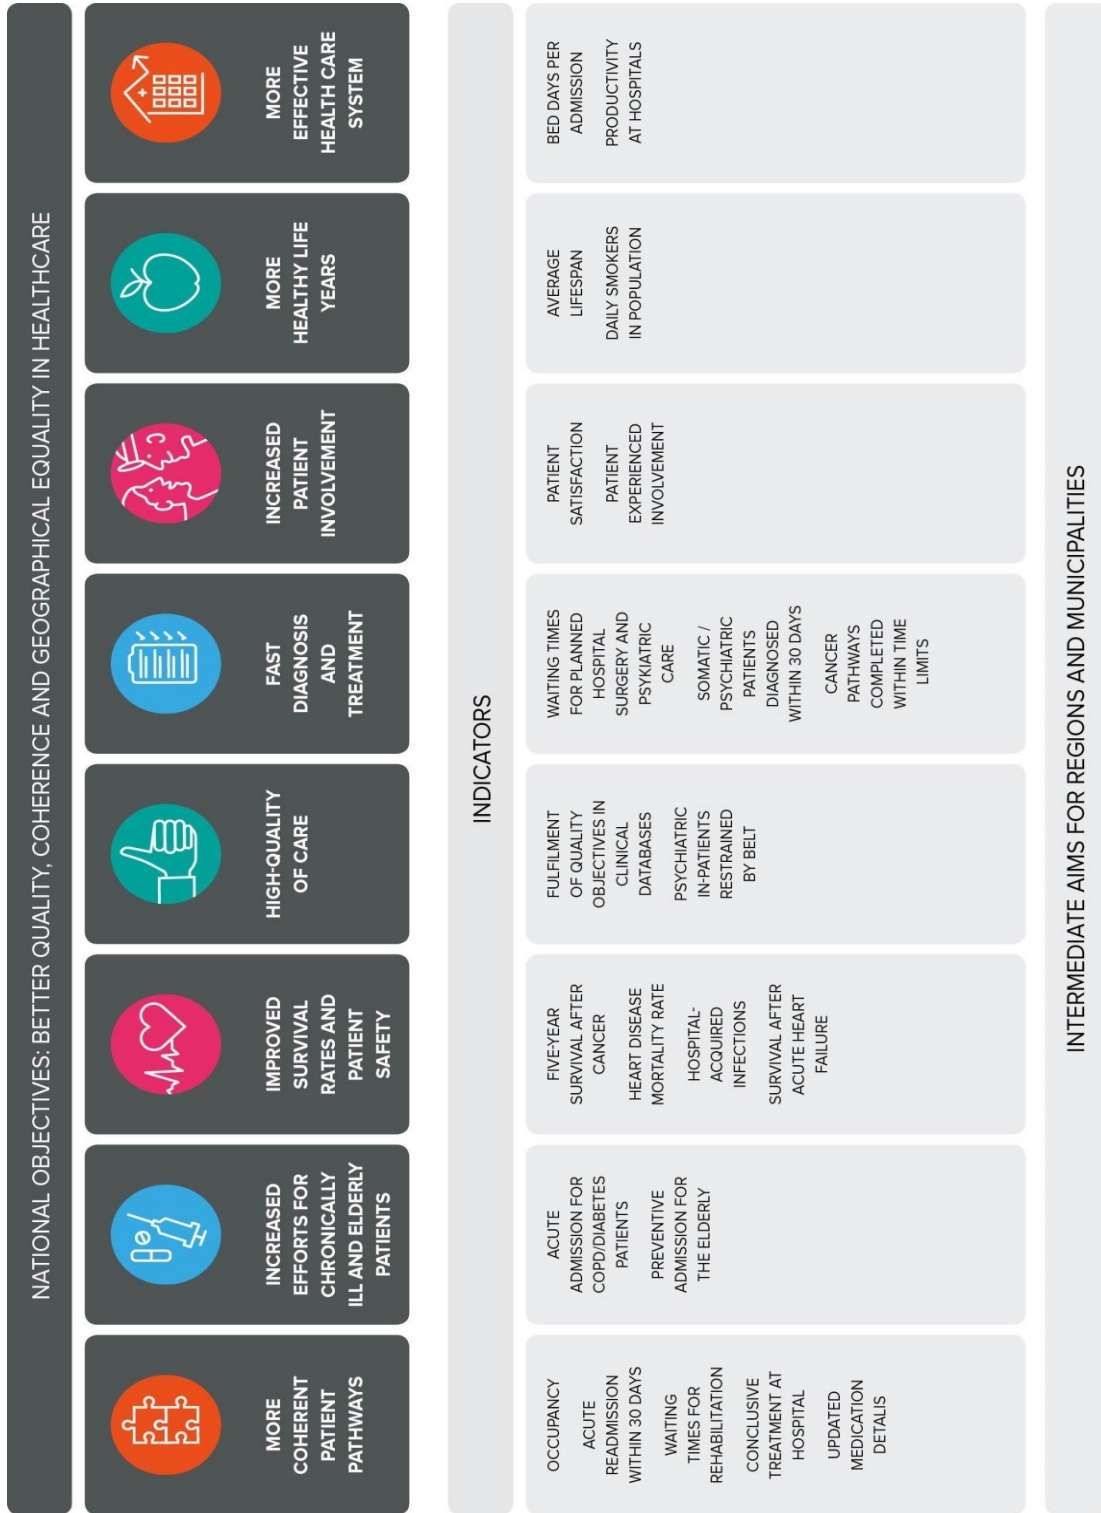 NATIONAL OBJECTIVES: BETTER QUALITY, COHERENCE AND GEOGRAPHICAL EQUALITY IN HEALTHCARE
MORE
COHERENT
PATIENT
PATHWAYS
INCREASED
EFFORTS FOR
CHRONICALLY
ILL AND ELDERLY
PATIENTS
IMPROVED
SURVIVAL
RATES AND
PATIENT
SAFETY
HIGH-QUALITY
OF CARE
FAST
DIAGNOSIS
AND
TREATMENT
INCREASED
PATIENT
INVOLVEMENT
MORE
HEALTHY LIFE
YEARS
MORE
EFFECTIVE
HEALTH CARE
SYSTEM
INDICATORS
OCCUPANCY
ACUTE
READMISSION
WITHIN 30 DAYS
WAITING
TIMES FOR
REHABILITATION
CONCLUSIVE
TREATMENT AT
HOSPITAL
UPDATED
MEDICATION
DETALIS
ACUTE
ADMISSION FOR
COPD/DIABETES
PATIENTS
PREVENTIVE
ADMISSION FOR
THE ELDERLY
FIVE-YEAR
SURVIVAL AFTER
CANCER
HEART DISEASE
MORTALITY RATE
HOSPITAL-
ACQUIRED
INFECTIONS
SURVIVAL AFTER
ACUTE HEART
FAILURE
FULFILMENT
OF QUALITY
OBJECTIVES IN
CLINICAL
DATABASES
PSYCHIATRIC
IN-PATIENTS
RESTRAINED
BY BELT
WAITING TIMES
FOR PLANNED
HOSPITAL
SURGERY AND
PSYKIATRIC
CARE
SOMATIC /
PSYCHIATRIC
PATIENTS
DIAGNOSED
WITHIN 30 DAYS
CANCER
PATHWAYS
COMPLETED
WITHIN TIME
LIMITS
PATIENT
SATISFACTION
PATIENT
EXPERIENCED
INVOLVEMENT
AVERAGE
LIFESPAN
DAILY SMOKERS
IN POPULATION
BED DAYS PER
ADMISSION
PRODUCTIVITY
AT HOSPITALS
INTERMEDIATE AIMS FOR REGIONS AND MUNICIPALITIES